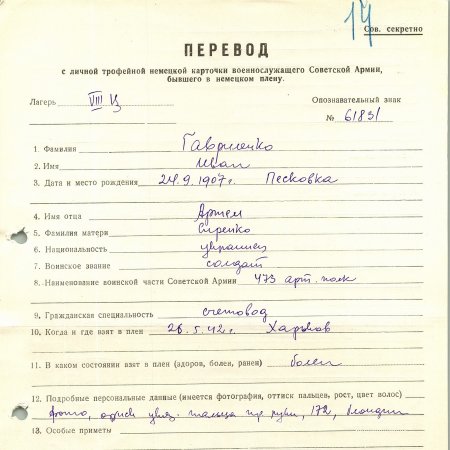 14
Сов. секретно
ПЕРЕВОД
с личной трофейной немецкой карточки военнослужащего Советской Армии,
бывшего в немецком плену.
Лагерь VIII Ц
Опознавательный знак
№ 61831
1. Фамилия Гавриленко
2. Имя Иван
3. Дата и место рождения 24.9.1907г. Песковка
4. Имя отца Артем
5. Фамилия матери
6. Национальность украинец
7. Воинское звание солдат
8. Наименование воинской части Советской Армии 473 арт. полк
9. Гражданская специальность счетовод
10. Когда и где взят в плен 26.5.42г. Харьков
11. В каком состоянии взят в плен (здоров, болен, ранен) болен
12. Подробные персональные данные (имеется фотография, оттиск пальцев, рост, цвет волос)
фото, оттиск указ. пальца пр. руки, 172, блондин
13. Особые приметы